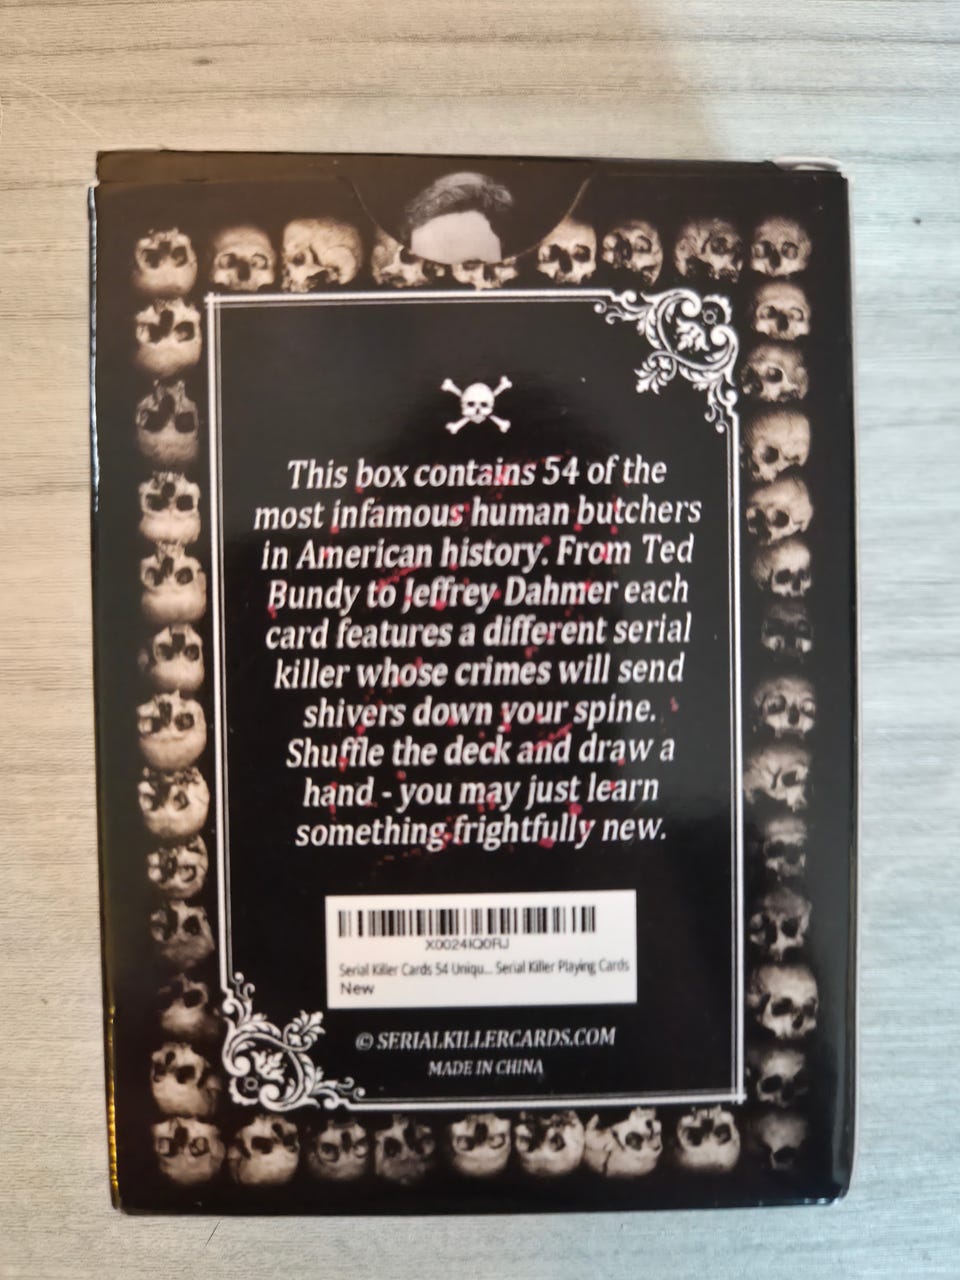 This box contains 54 of the
most infamous human butchers
in American history. From Ted
Bundy to Jeffrey Dahmer each
card features a different serial
killer whose crimes will send
shivers down your spine.
Shuffle the deck and draw a
hand - you may just learn
something frightfully new.
X0024IQ0RJ
Serial Killer Cards 54 Uniqu... Serial Killer Playing Cards
New
© SERIALKILLERCARDS.COM
MADE IN CHINA